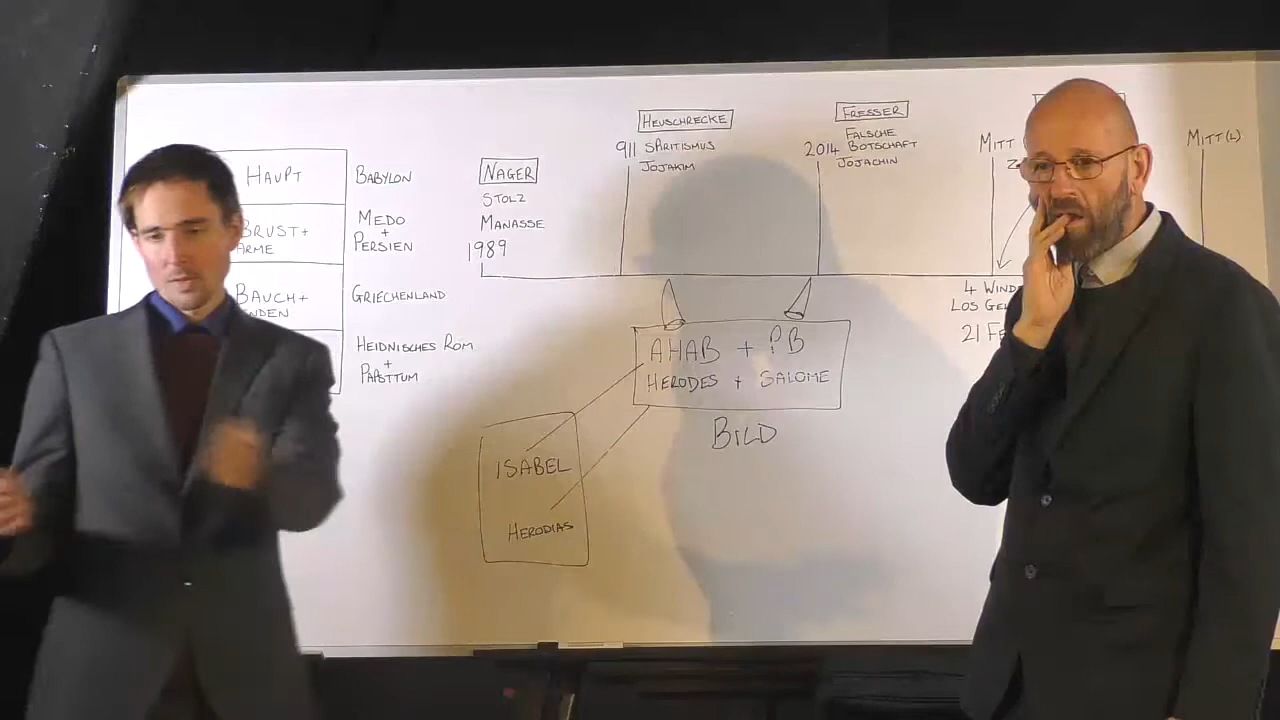 HAUPT
BABYLON
BRUST+
ARME
MEDO
+
PERSIEN
BAUCH+
GRIECHENLAND
HEIDNISCHES ROM
+
PAPSTTUM
NAGER
STOLZ
MANASSE
1989
HEUSCHRECKE
911 SPIRITISMUS
JOJAKIM
FRESSER
FALSCHE
2014 BOTSCHAFT
JOJACHIN
MITT
MITT(L)
4 WIND
LOS GE
21 FE
AHAB + PB
HERODES + SALOME
BILD
ISABEL
HERODIAS